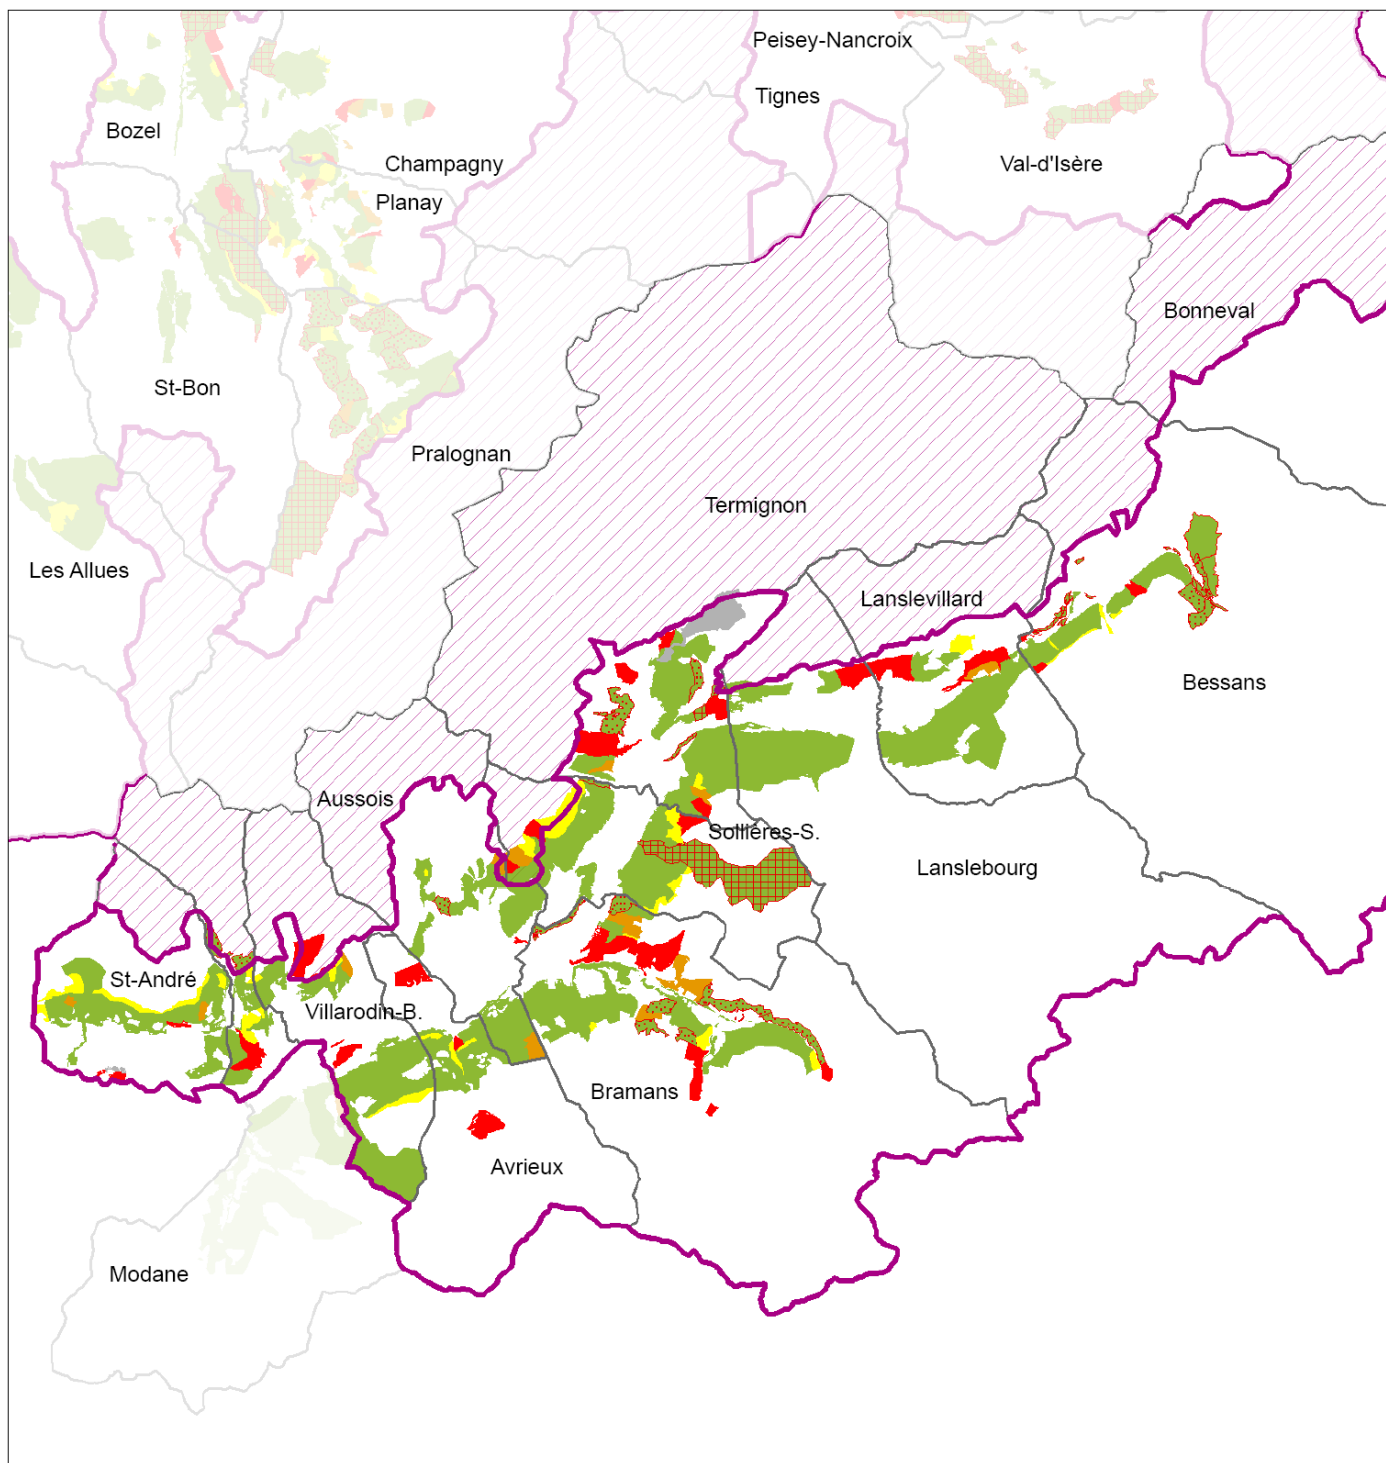 Peisey-Nancroix
Tignes
Bozel
Champagny
Val-d'Isère
Planay
Bonneval
St-Bon
Pralognan
Termignon
Les Allues
Lanslevillard
Bessans
Aussois
Sollières-S.
Lanslebourg
St-André
Villarodin-B.
Bramans
Avrieux
Modane